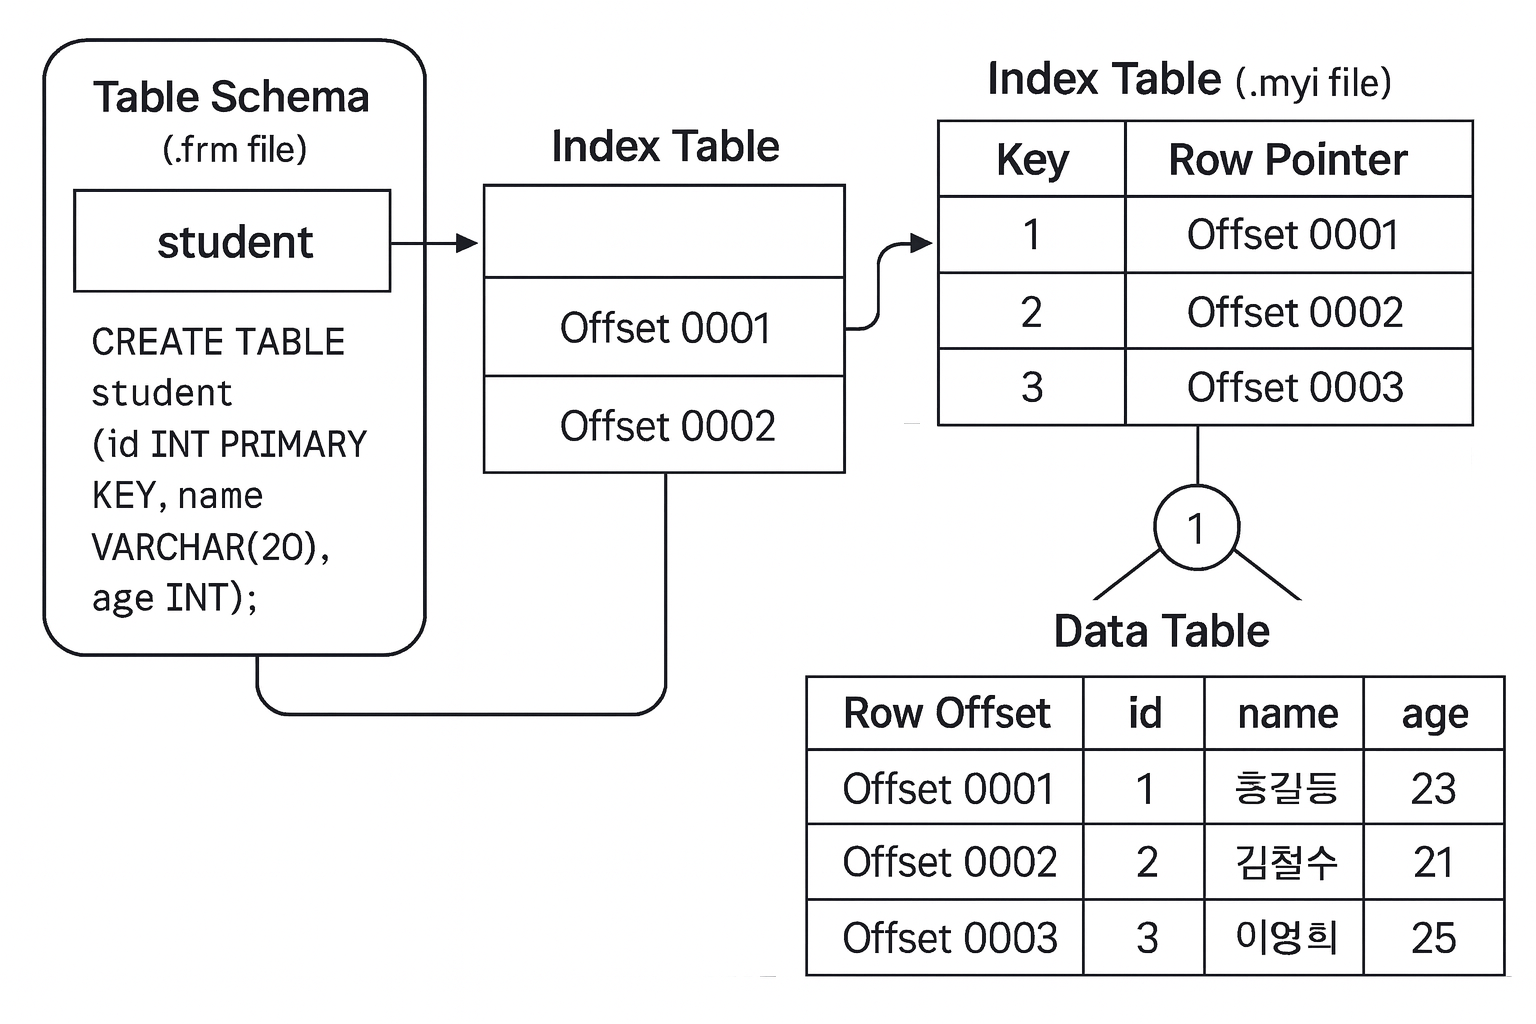 Table Schema
(.frm file)
student
CREATE TABLE
student
(id INT PRIMARY
KEY, name
VARCHAR(20),
age INT);
Index Table
Offset 0001
Offset 0002
Index Table (.myi file)
Key Row Pointer
1 Offset 0001
2 Offset 0002
3 Offset 0003
1
Data Table
Row Offset id name age
Offset 0001 1 홍길등 23
Offset 0002 2 김철수 21
Offset 0003 3 이엉희 25